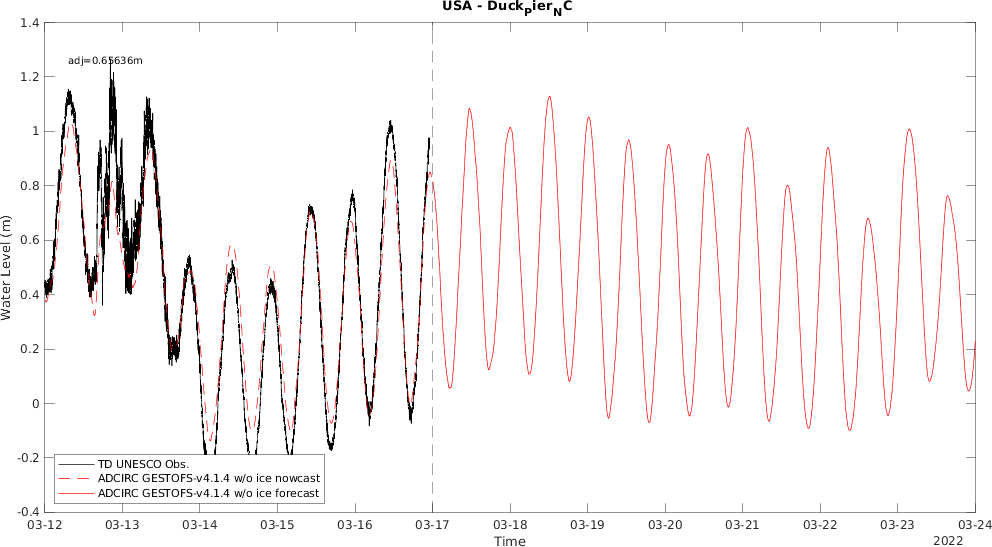 USA - Duck_Pier_NC
adj=0.65636m
1.4
1.2
1
0.8
0.6
0.4
0.2
0
-0.2
-0.4
Water Level (m)
TD UNESCO Obs.
ADCIRC GESTOFS-v4.1.4 w/o ice nowcast
ADCIRC GESTOFS-v4.1.4 w/o ice forecast
03-12 03-13 03-14 03-15 03-16 03-17 03-18 03-19 03-20 03-21 03-22 03-23 03-24
Time
2022